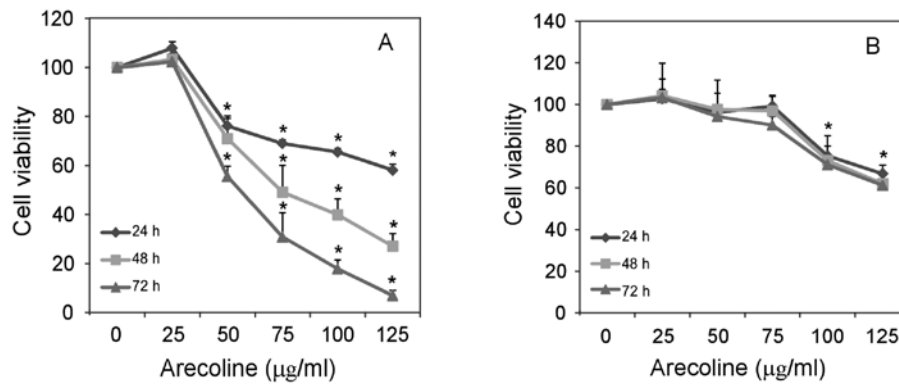 A
Cell viability
120
100
80
60
40
20
0
* * * *
* * *
* * * *
24 h
48 h
72 h
0 25 50 75 100 125
Arecoline (μg/ml)
B
Cell viability
140
120
100
80
60
40
20
0
* *
24 h
48 h
72 h
0 25 50 75 100 125
Arecoline (μg/ml)